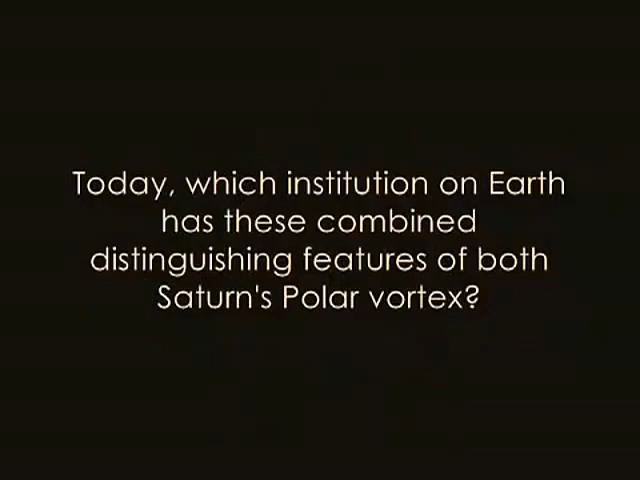 Today, which institution on Earth
has these combined
distinguishing features of both
Saturn's Polar vortex?